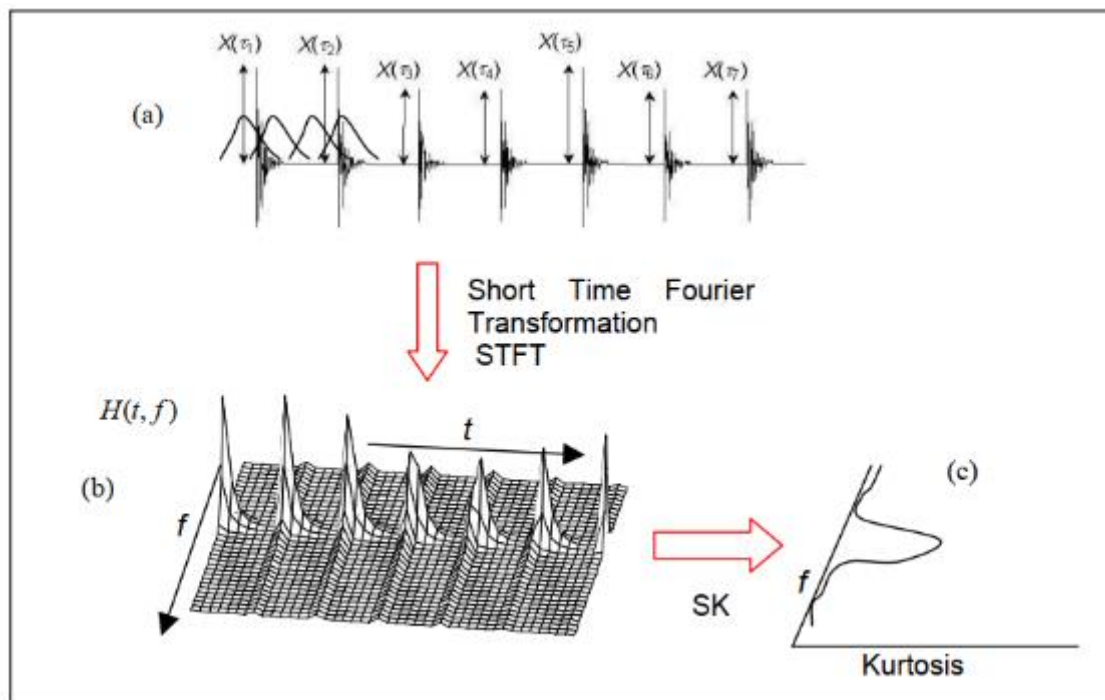 X(τ1) X(τ2) X(τ3) X(τ4) X(τ5) X(τ6) X(τ7)
(a)
Short Time Fourier
Transformation
STFT
H(t, f)
t
(b)
f
(c)
f
SK
Kurtosis